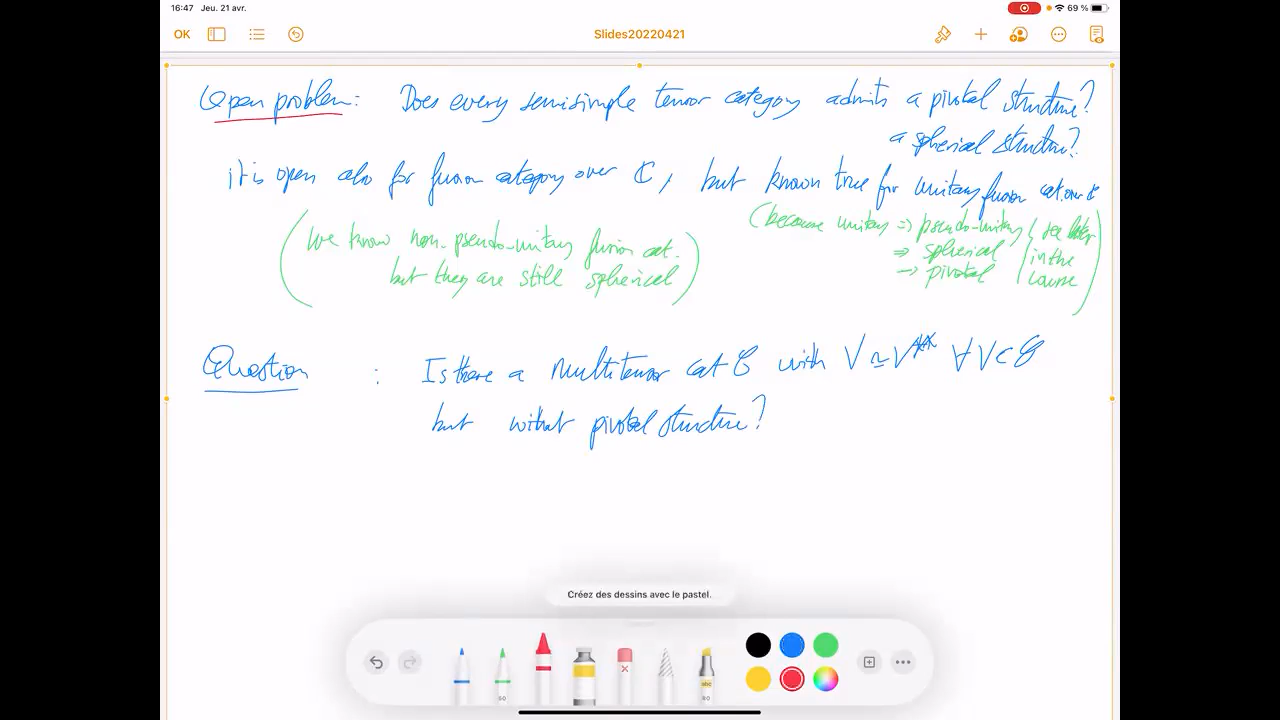 16:47 Jeu. 21 avr.
69 %
OK
Slides20220421
Open problem: Does every semisimple tensor category admits a pivotal structure?
a spherical structure?
it is open also for fusion category over ℂ, but known true for unitary fusion cat. over ℂ
(because unitary ⇒ pseudo-unitary
⇒ spherical
→ pivotal
see later
in the
course)
(We know non-pseudo-unitary fusion cat.
but they are still spherical)
Question : Is there a multitensor cat 𝒞 with V ≃ V** ∀ V ∈ 𝒞
but without pivotal structure?
Créez des dessins avec le pastel.
80
80